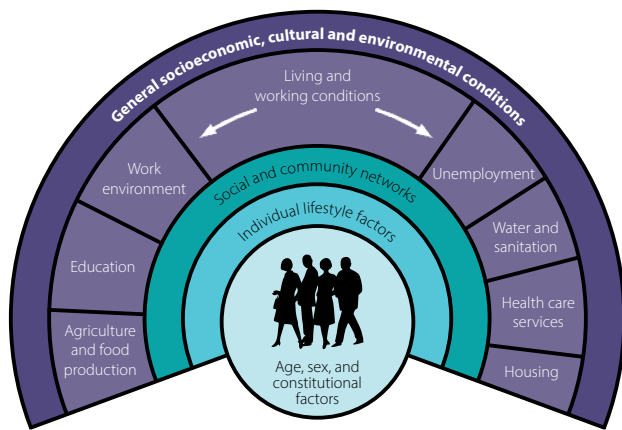 General socioeconomic, cultural and environmental conditions
Living and
working conditions
Work
environment
Education
Agriculture
and food
production
Unemployment
Water and
sanitation
Health care
services
Housing
Social and community networks
Individual lifestyle factors
Age, sex, and
constitutional
factors